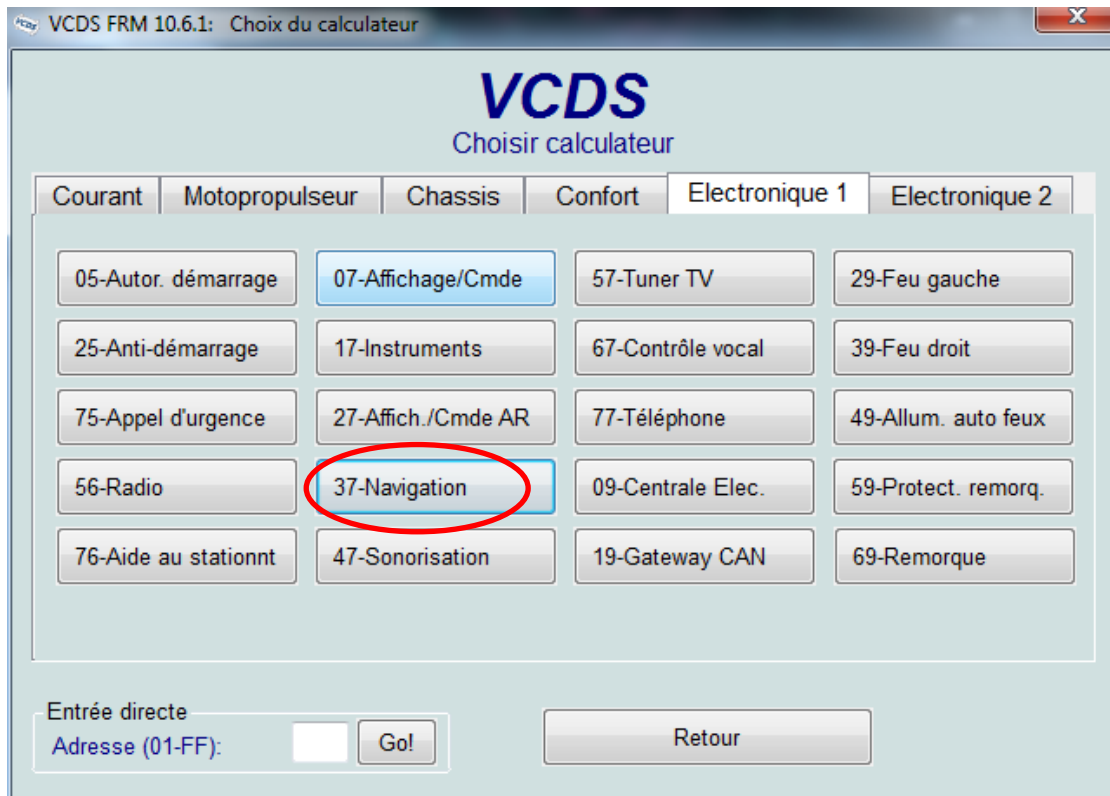 VCDS FRM 10.6.1: Choix du calculateur
VCDS
Choisir calculateur
Courant Motopropulseur Chassis Confort Electronique 1 Electronique 2
05-Autor. démarrage 07-Affichage/Cmde 57-Tuner TV 29-Feu gauche
25-Anti-démarrage 17-Instruments 67-Contrôle vocal 39-Feu droit
75-Appel d'urgence 27-Affich./Cmde AR 77-Téléphone 49-Allum. auto feux
56-Radio 37-Navigation 09-Centrale Elec. 59-Protect. remorq.
76-Aide au stationnt 47-Sonorisation 19-Gateway CAN 69-Remorque
Entrée directe
Adresse (01-FF): Go! Retour